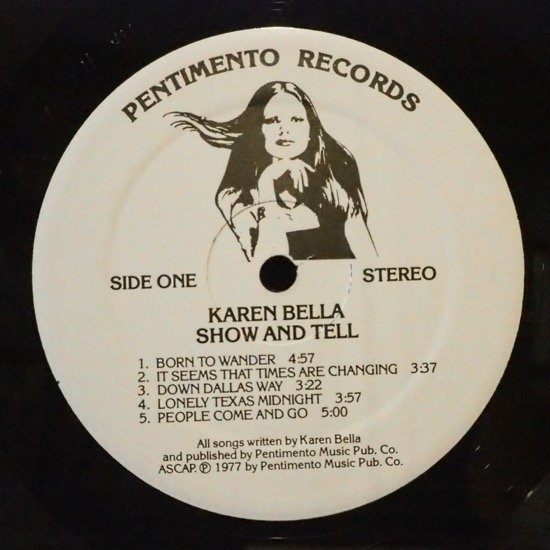 PENTIMENTO RECORDS
SIDE ONE
STEREO
KAREN BELLA
SHOW AND TELL
1. BORN TO WANDER 4:57
2. IT SEEMS THAT TIMES ARE CHANGING 3:37
3. DOWN DALLAS WAY 3:22
4. LONELY TEXAS MIDNIGHT 3:57
5. PEOPLE COME AND GO 5:00
All songs written by Karen Bella
and published by Pentimento Music Pub. Co.
ASCAP. ℗ 1977 by Pentimento Music Pub. Co.